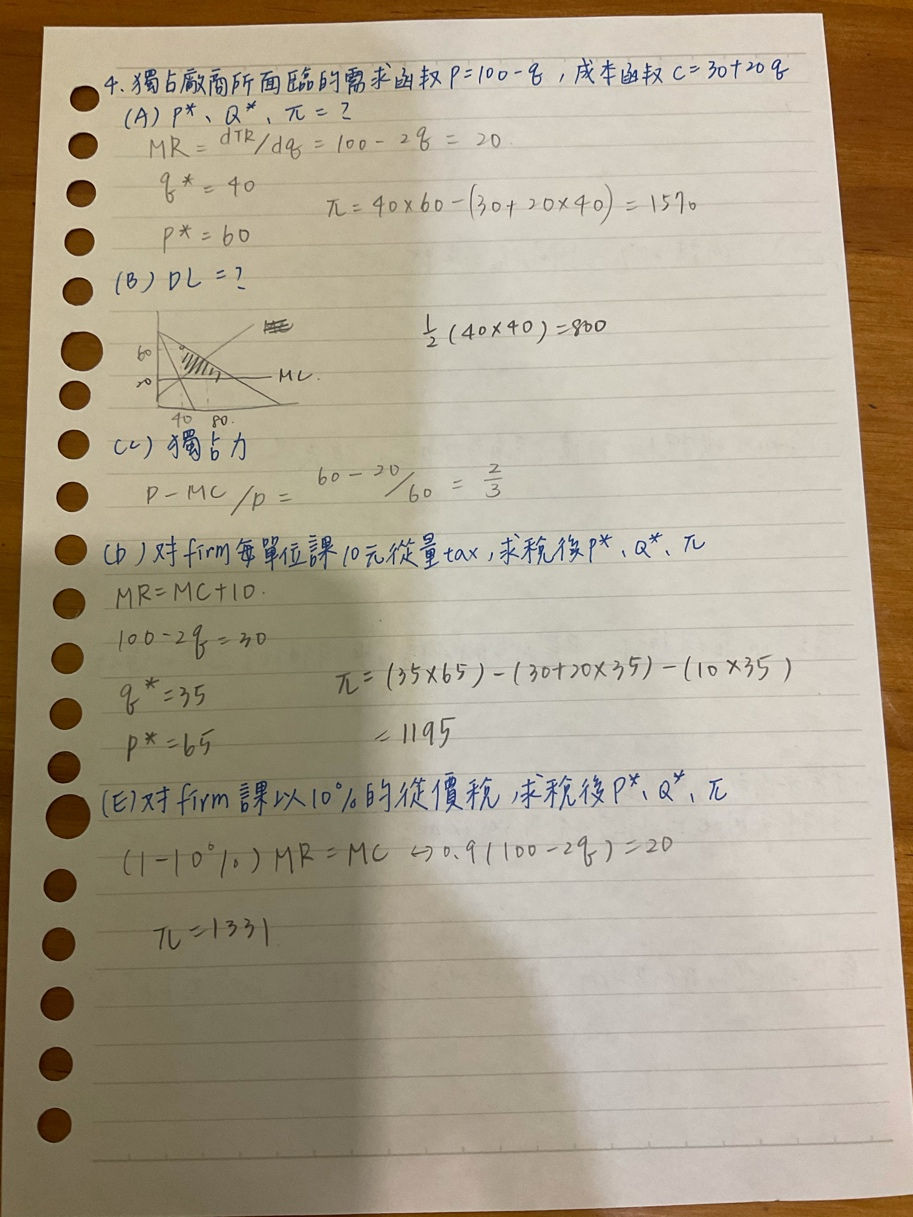 4. 獨占廠商所面臨的需求函數 P=100-q , 成本函數 C=30+20q
(A) P*、Q*、π=?
MR = dTR/dq = 100-2q = 20
q* = 40
π = 40×60-(30+20×40) = 1570
P* = 60
(B) DL = ?
½(40×40) = 800
60
20
MC.
40 80.
(C) 獨占力
P-MC/P = 60-20/60 = 2/3
(D) 对 firm 每單位課10元從量tax, 求稅後P*、Q*、π
MR=MC+10.
100-2q=30
q*=35
π = (35×65)-(30+20×35)-(10×35)
P*=65
= 1195
(E) 对 firm 課以10%的從價稅,求稅後P*、Q*、π
(1-10%) MR = MC ⇔ 0.9(100-2q) = 20
π = 1331